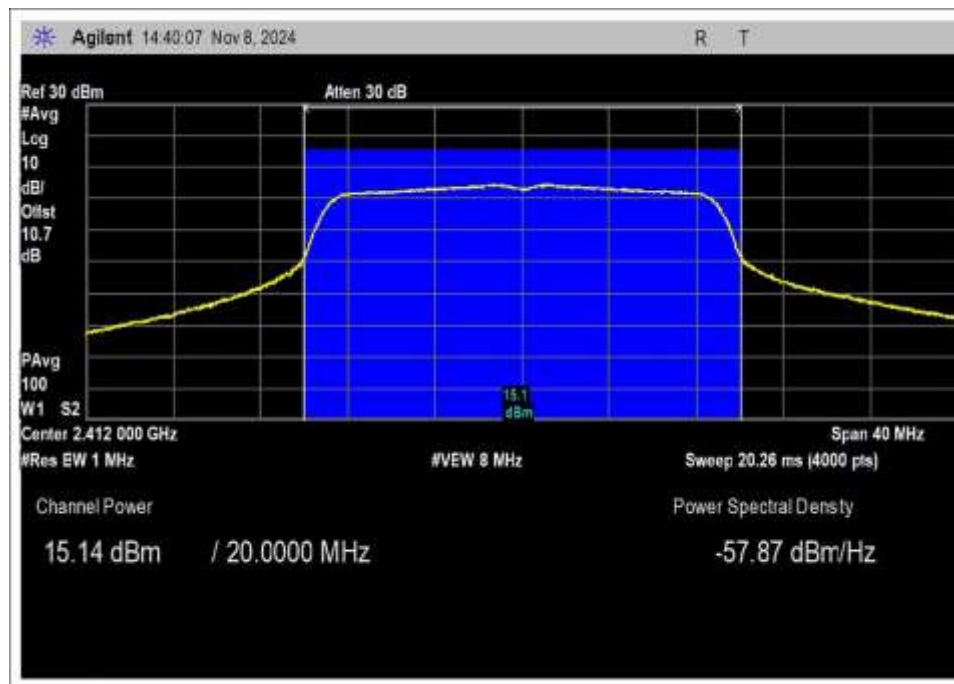 Agilent 14:40:07 Nov 8, 2024
R T
Ref 30 dBm
Atten 30 dB
#Avg
Log
10
dB/
Offst
10.7
dB
PAvg
100
W1 S2
15.1
dBm
Center 2.412 000 GHz
Span 40 MHz
#Res BW 1 MHz
#VBW 8 MHz
Sweep 20.26 ms (4000 pts)
Channel Power
Power Spectral Density
15.14 dBm / 20.0000 MHz
-57.87 dBm/Hz